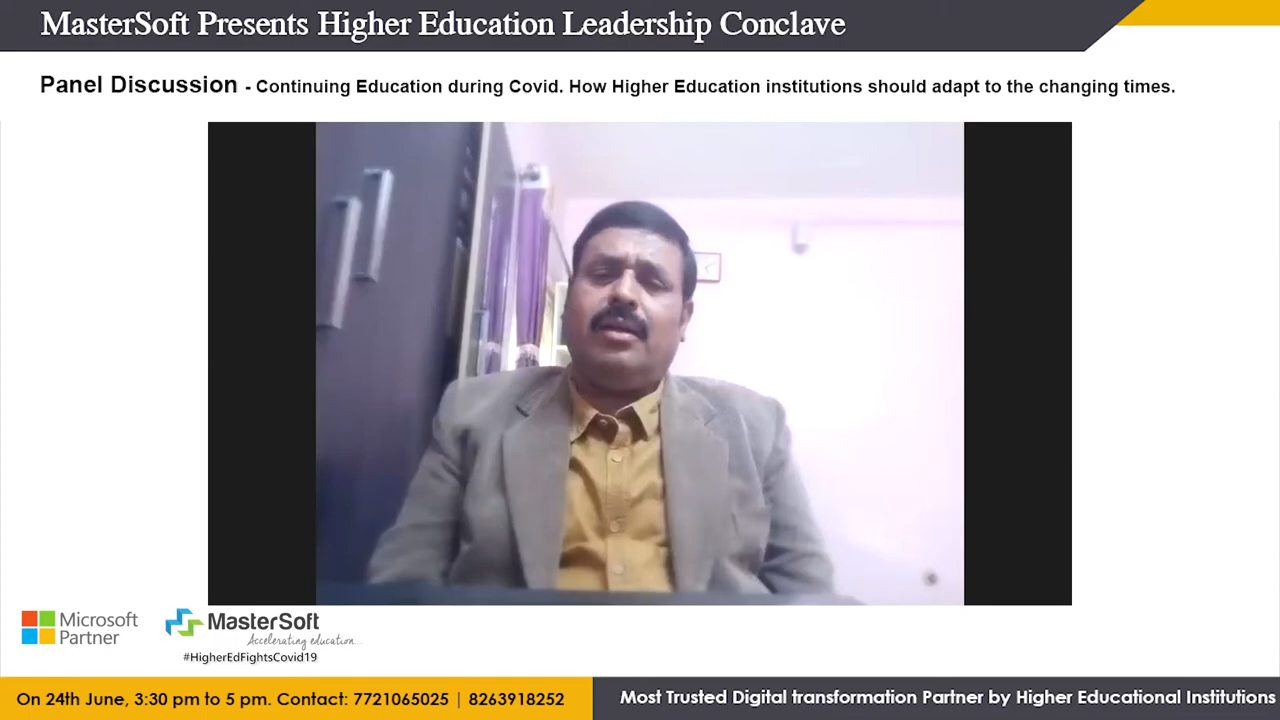 MasterSoft Presents Higher Education Leadership Conclave
Panel Discussion - Continuing Education during Covid. How Higher Education institutions should adapt to the changing times.
Microsoft
Partner
MasterSoft
Accelerating education...
#HigherEdFightsCovid19
On 24th June, 3:30 pm to 5 pm. Contact: 7721065025 | 8263918252
Most Trusted Digital transformation Partner by Higher Educational Institutions